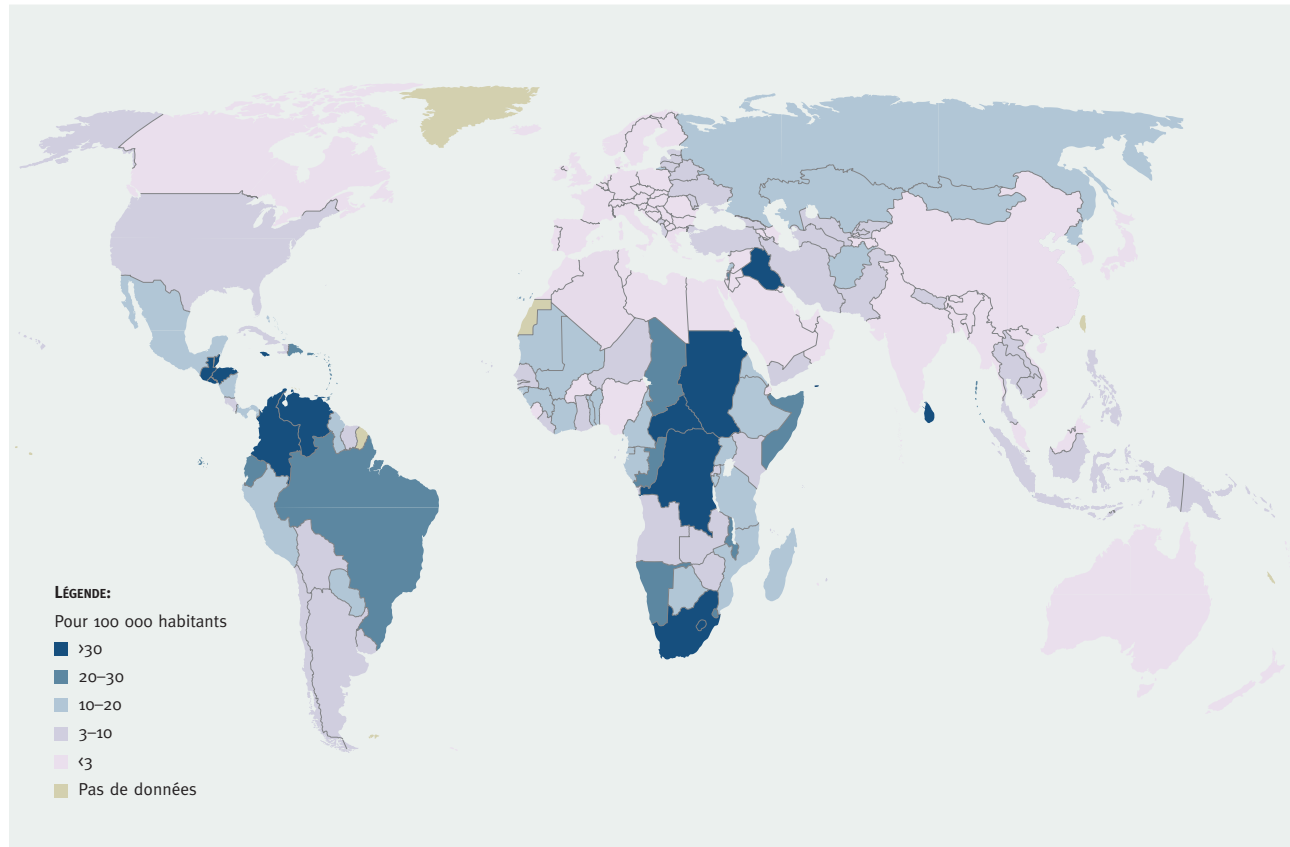 LÉGENDE:
Pour 100 000 habitants
>30
20–30
10–20
3–10
<3
Pas de données